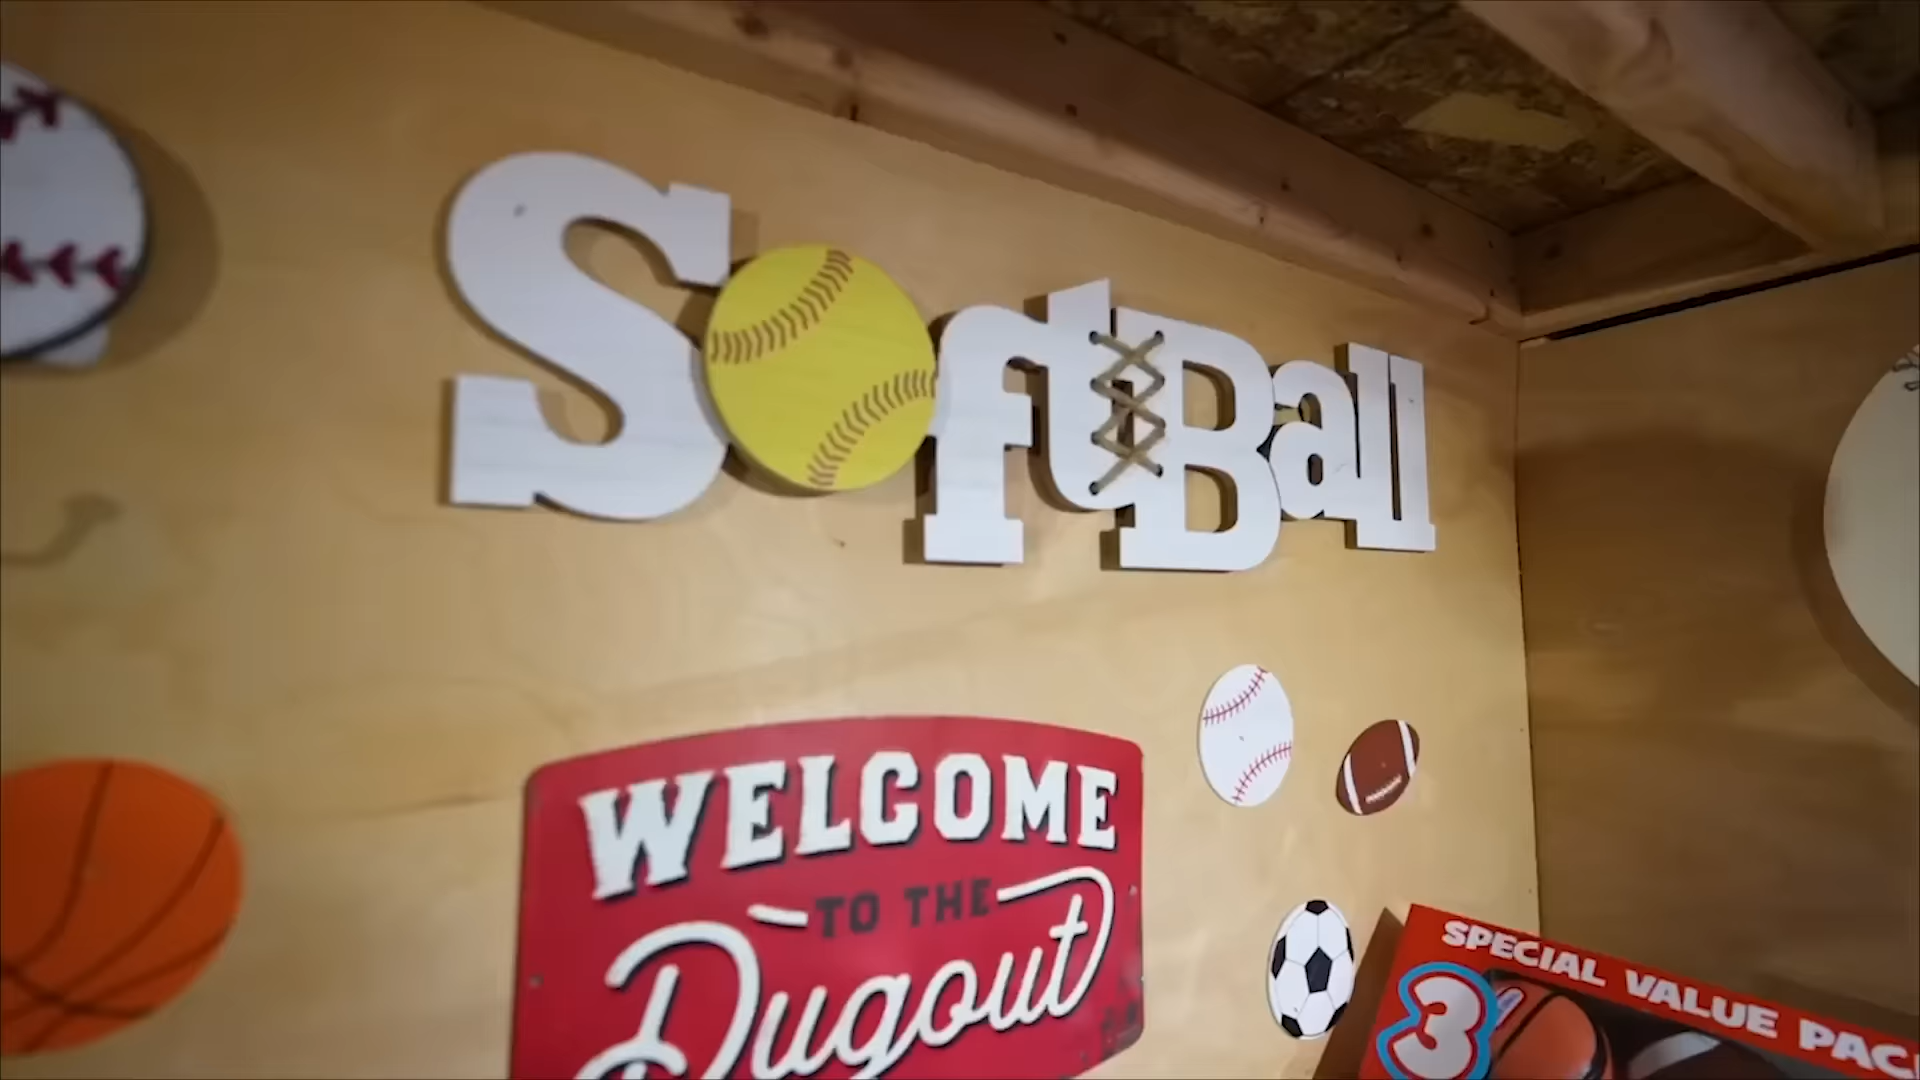 SoftBall
WELCOME
TO THE
Dugout
SPECIAL VALUE PAC
3